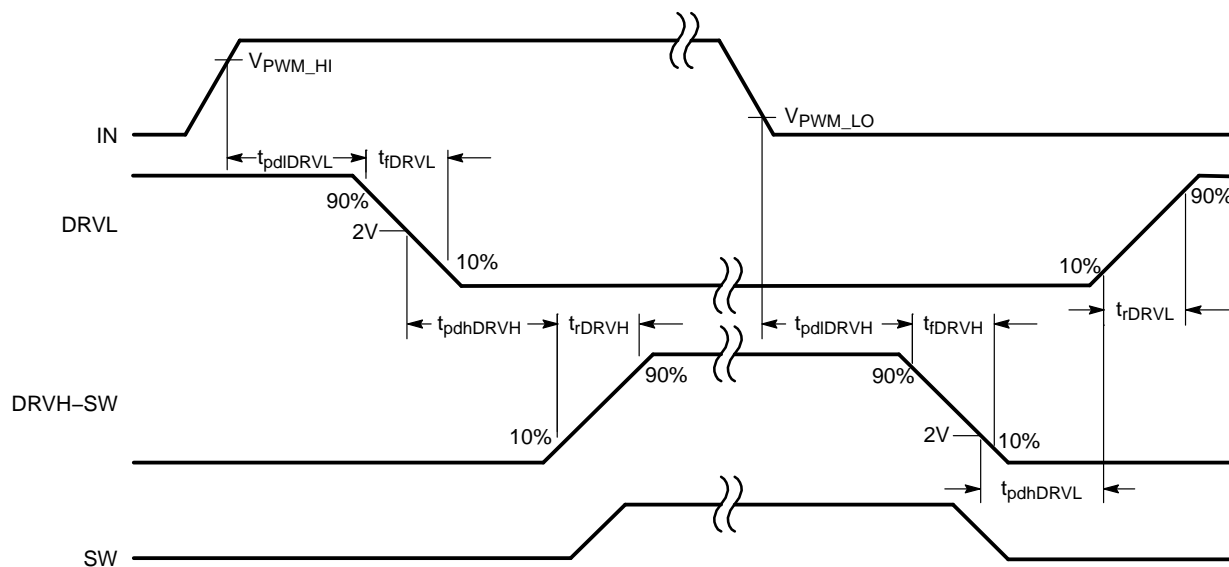 VPWM_HI
IN
VPWM_LO
tpdlDRVL
tfDRVL
90%
90%
DRVL
2V
10%
10%
tpdhDRVH
trDRVH
tpdlDRVH
tfDRVH
trDRVL
90%
90%
DRVH−SW
10%
2V
10%
tpdhDRVL
SW